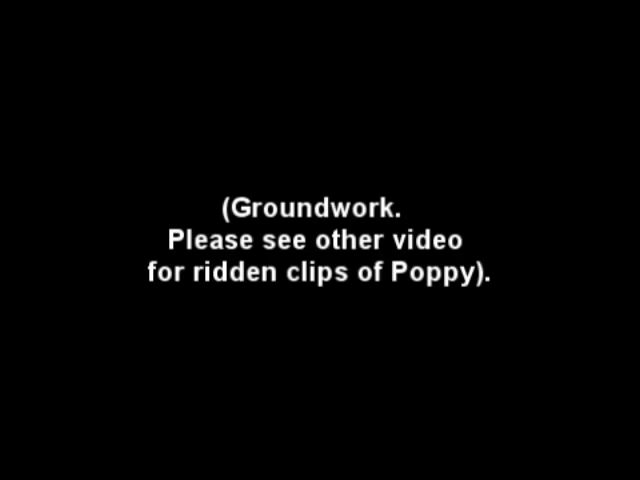 (Groundwork.
Please see other video
for ridden clips of Poppy).